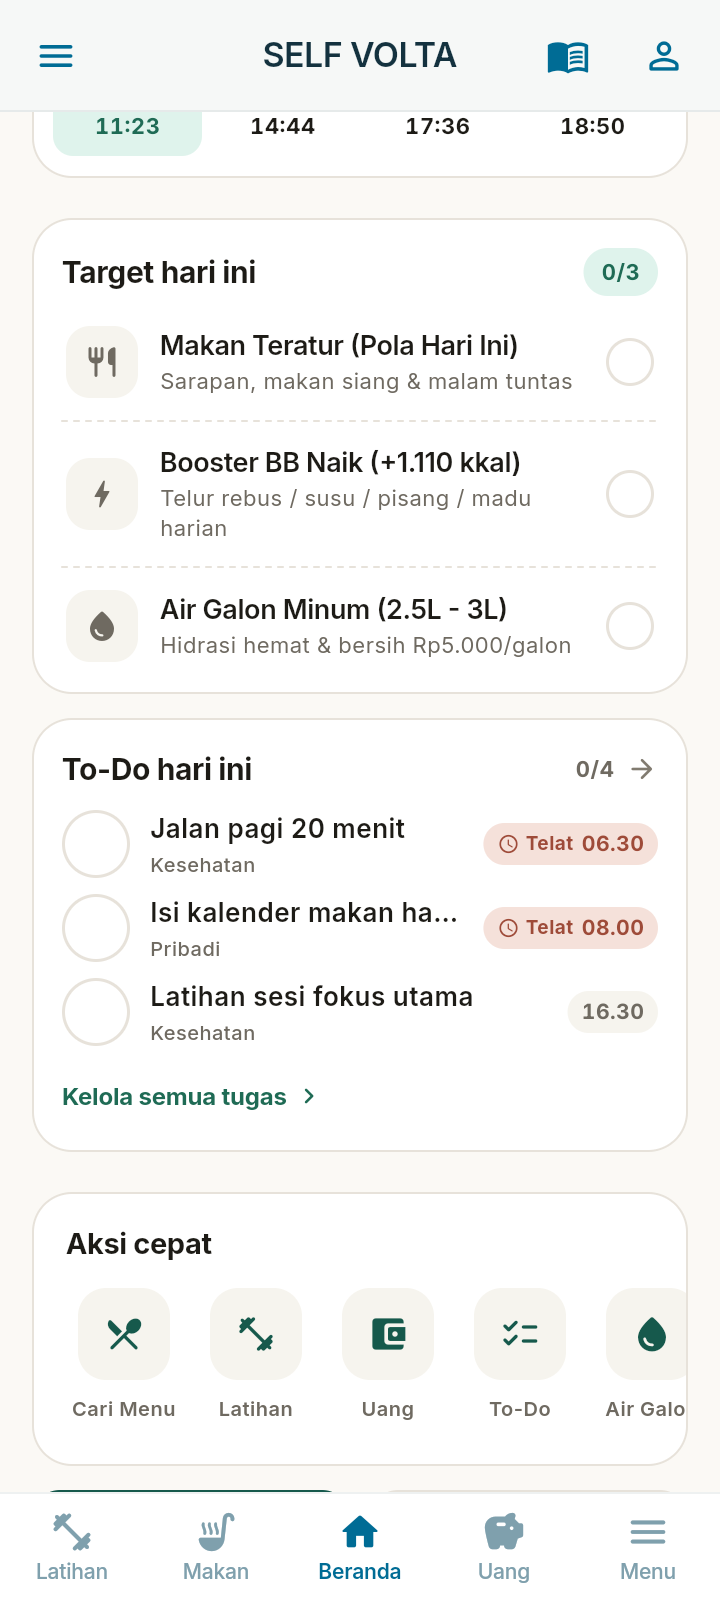 SELF VOLTA
11:23 14:44 17:36 18:50
Target hari ini 0/3
Makan Teratur (Pola Hari Ini)
Sarapan, makan siang & malam tuntas
Booster BB Naik (+1.110 kkal)
Telur rebus / susu / pisang / madu
harian
Air Galon Minum (2.5L - 3L)
Hidrasi hemat & bersih Rp5.000/galon
To-Do hari ini 0/4
Jalan pagi 20 menit
Kesehatan
Telat 06.30
Isi kalender makan ha...
Pribadi
Telat 08.00
Latihan sesi fokus utama
Kesehatan
16.30
Kelola semua tugas
Aksi cepat
Cari Menu Latihan Uang To-Do Air Galo
Latihan Makan Beranda Uang Menu